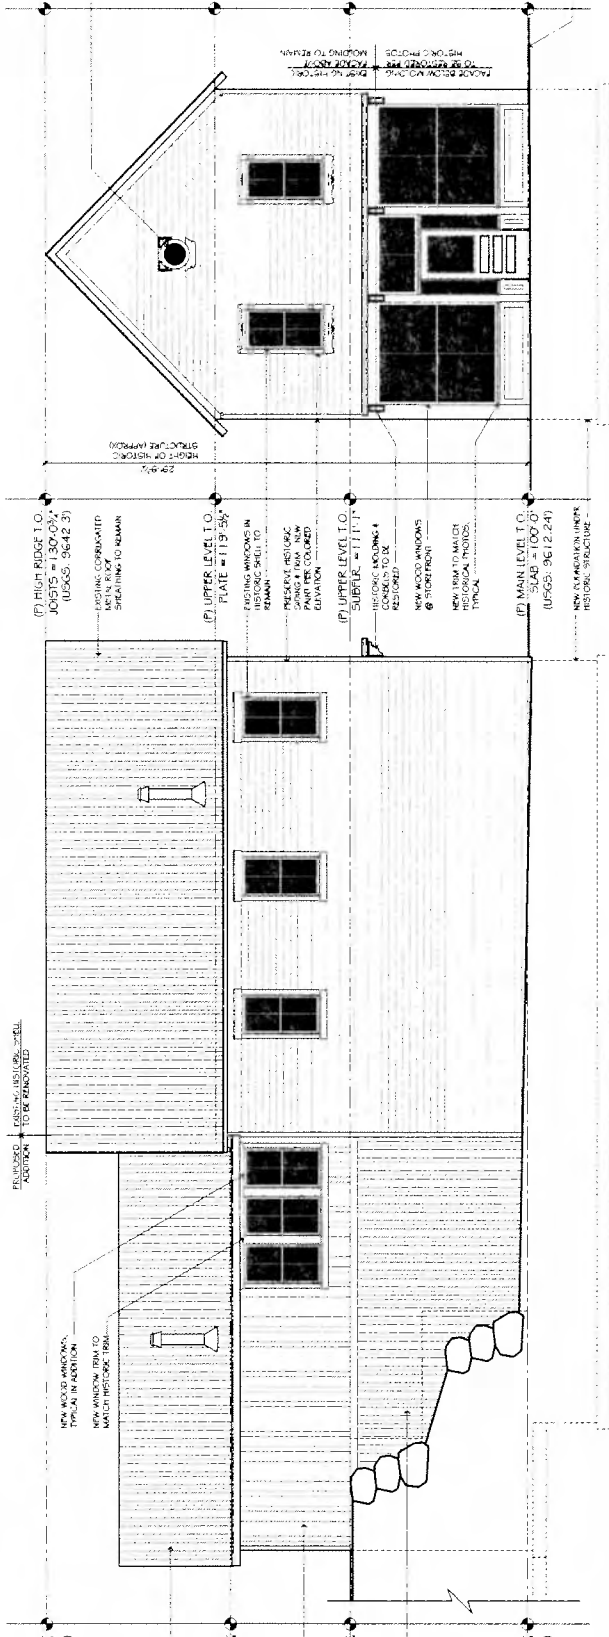 EXIST'NG HISTORIC
FACADE ABOVE
MOLDING TO REMAIN
FACADE BELOW MOLDING
TO BE RESTORED PER
HISTORIC PHOTOS
HEIGHT OF HISTORIC
STRUCTURE (APPROX)
(P) HIGH RIDGE T.O.
JOISTS = 130'-0¾"
(USGS: 9642.3')
EXISTING CORRUGATED
METAL ROOF
SHEATHING TO REMAIN
(P) UPPER LEVEL T.O.
PLATE = 119'-5½"
EXISTING WINDOWS IN
HISTORIC SHELL TO
REMAIN
PRESERVE HISTORIC
SIDING & TRIM - NEW
PAINT PER COLORED
ELEVATION
(P) UPPER LEVEL T.O.
SUBFLR. = 111'-1"
HISTORIC MOLDING &
CORBELS TO BE
RESTORED
NEW WOOD WINDOWS
@ STOREFRONT
NEW TRIM TO MATCH
HISTORICAL PHOTOS,
TYPICAL
(P) MAIN LEVEL T.O.
SLAB = 100'-0"
(USGS: 9612.24')
NEW FOUNDATION UNDER
HISTORIC STRUCTURE
PROPOSED
ADDITION
EXISTING HISTORIC SHELL
TO BE RENOVATED
NEW WOOD WINDOWS,
TYPICAL IN ADDITION
NEW WINDOW TRIM TO
MATCH HISTORIC TRIM